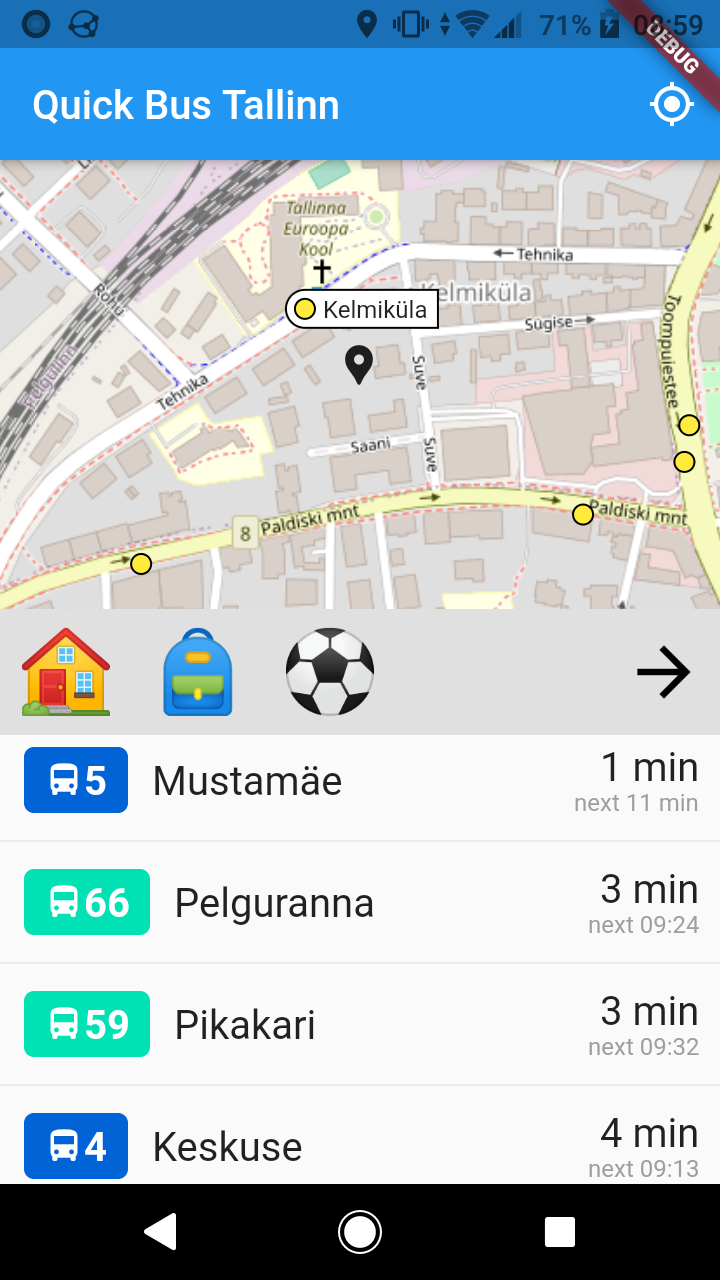 71% 08:59
DEBUG
Quick Bus Tallinn
Tallinna
Euroopa
Kool
Tehnika
Kelmiküla
Kelmiküla
Rohu
Sügise
Toompuiestee
Pelgulinn
Tehnika
Suve
Saani
Suve
8
Paldiski mnt
Paldiski mnt
5 Mustamäe 1 min
next 11 min
66 Pelguranna 3 min
next 09:24
59 Pikakari 3 min
next 09:32
4 Keskuse 4 min
next 09:13